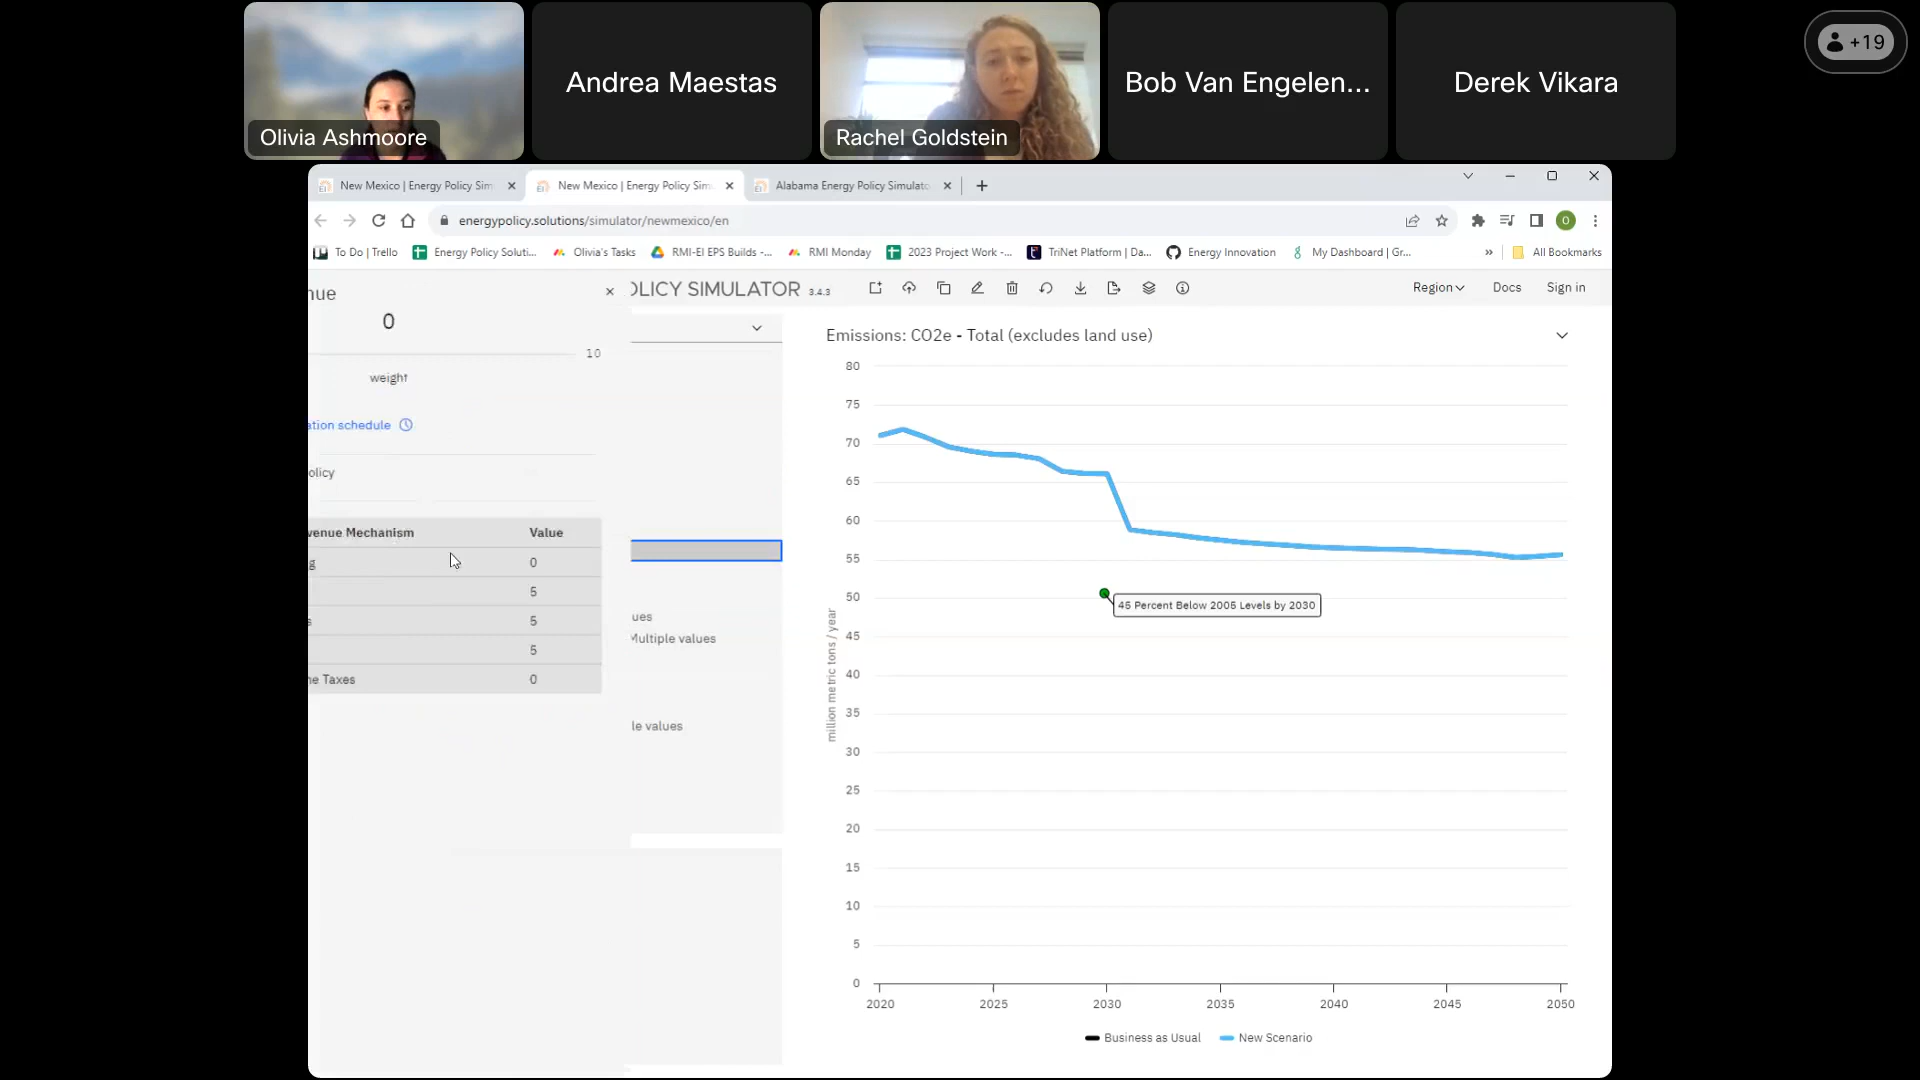 Olivia Ashmoore
Andrea Maestas
Rachel Goldstein
Bob Van Engelen...
Derek Vikara
+19
New Mexico | Energy Policy Sim
New Mexico | Energy Policy Sim
Alabama Energy Policy Simulato
energypolicy.solutions/simulator/newmexico/en
O
To Do | Trello
Energy Policy Soluti...
Olivia's Tasks
RMI-EI EPS Builds -...
RMI Monday
2023 Project Work -...
TriNet Platform | Da...
Energy Innovation
My Dashboard | Gr...
»
All Bookmarks
nue
OLICY SIMULATOR 3.4.3
Region
Docs
Sign in
0
10
weight
ation schedule
olicy
venue Mechanism Value
g 0
5
s 5
5
ne Taxes 0
ues
Multiple values
le values
Emissions: CO2e - Total (excludes land use)
million metric tons / year
80
75
70
65
60
55
50
45
40
35
30
25
20
15
10
5
0
45 Percent Below 2005 Levels by 2030
2020 2025 2030 2035 2040 2045 2050
Business as Usual New Scenario